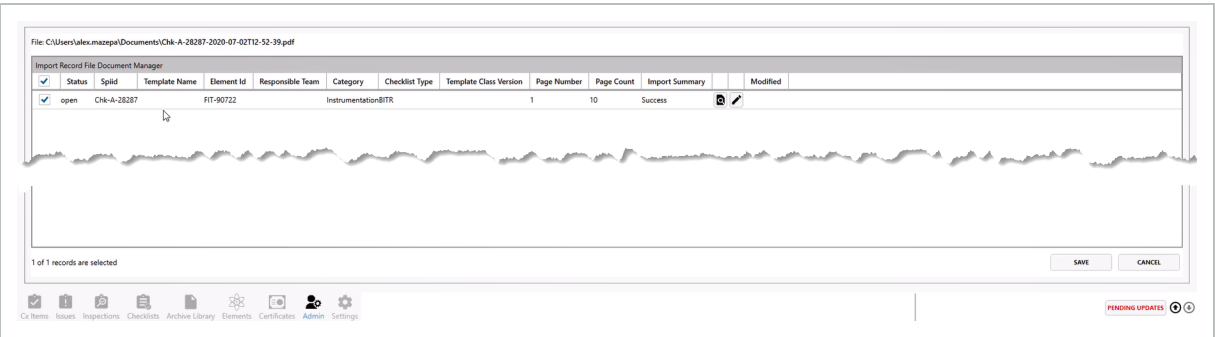 File: C:\Users\alex.mazepa\Documents\Chk-A-28287-2020-07-02T12-52-39.pdf
Import Record File Document Manager
Status Spiid Template Name Element Id Responsible Team Category Checklist Type Template Class Version Page Number Page Count Import Summary Modified
open Chk-A-28287 FIT-90722 InstrumentationBITR 1 10 Success
1 of 1 records are selected
SAVE CANCEL
Cx Items Issues Inspections Checklists Archive Library Elements Certificates Admin Settings
PENDING UPDATES